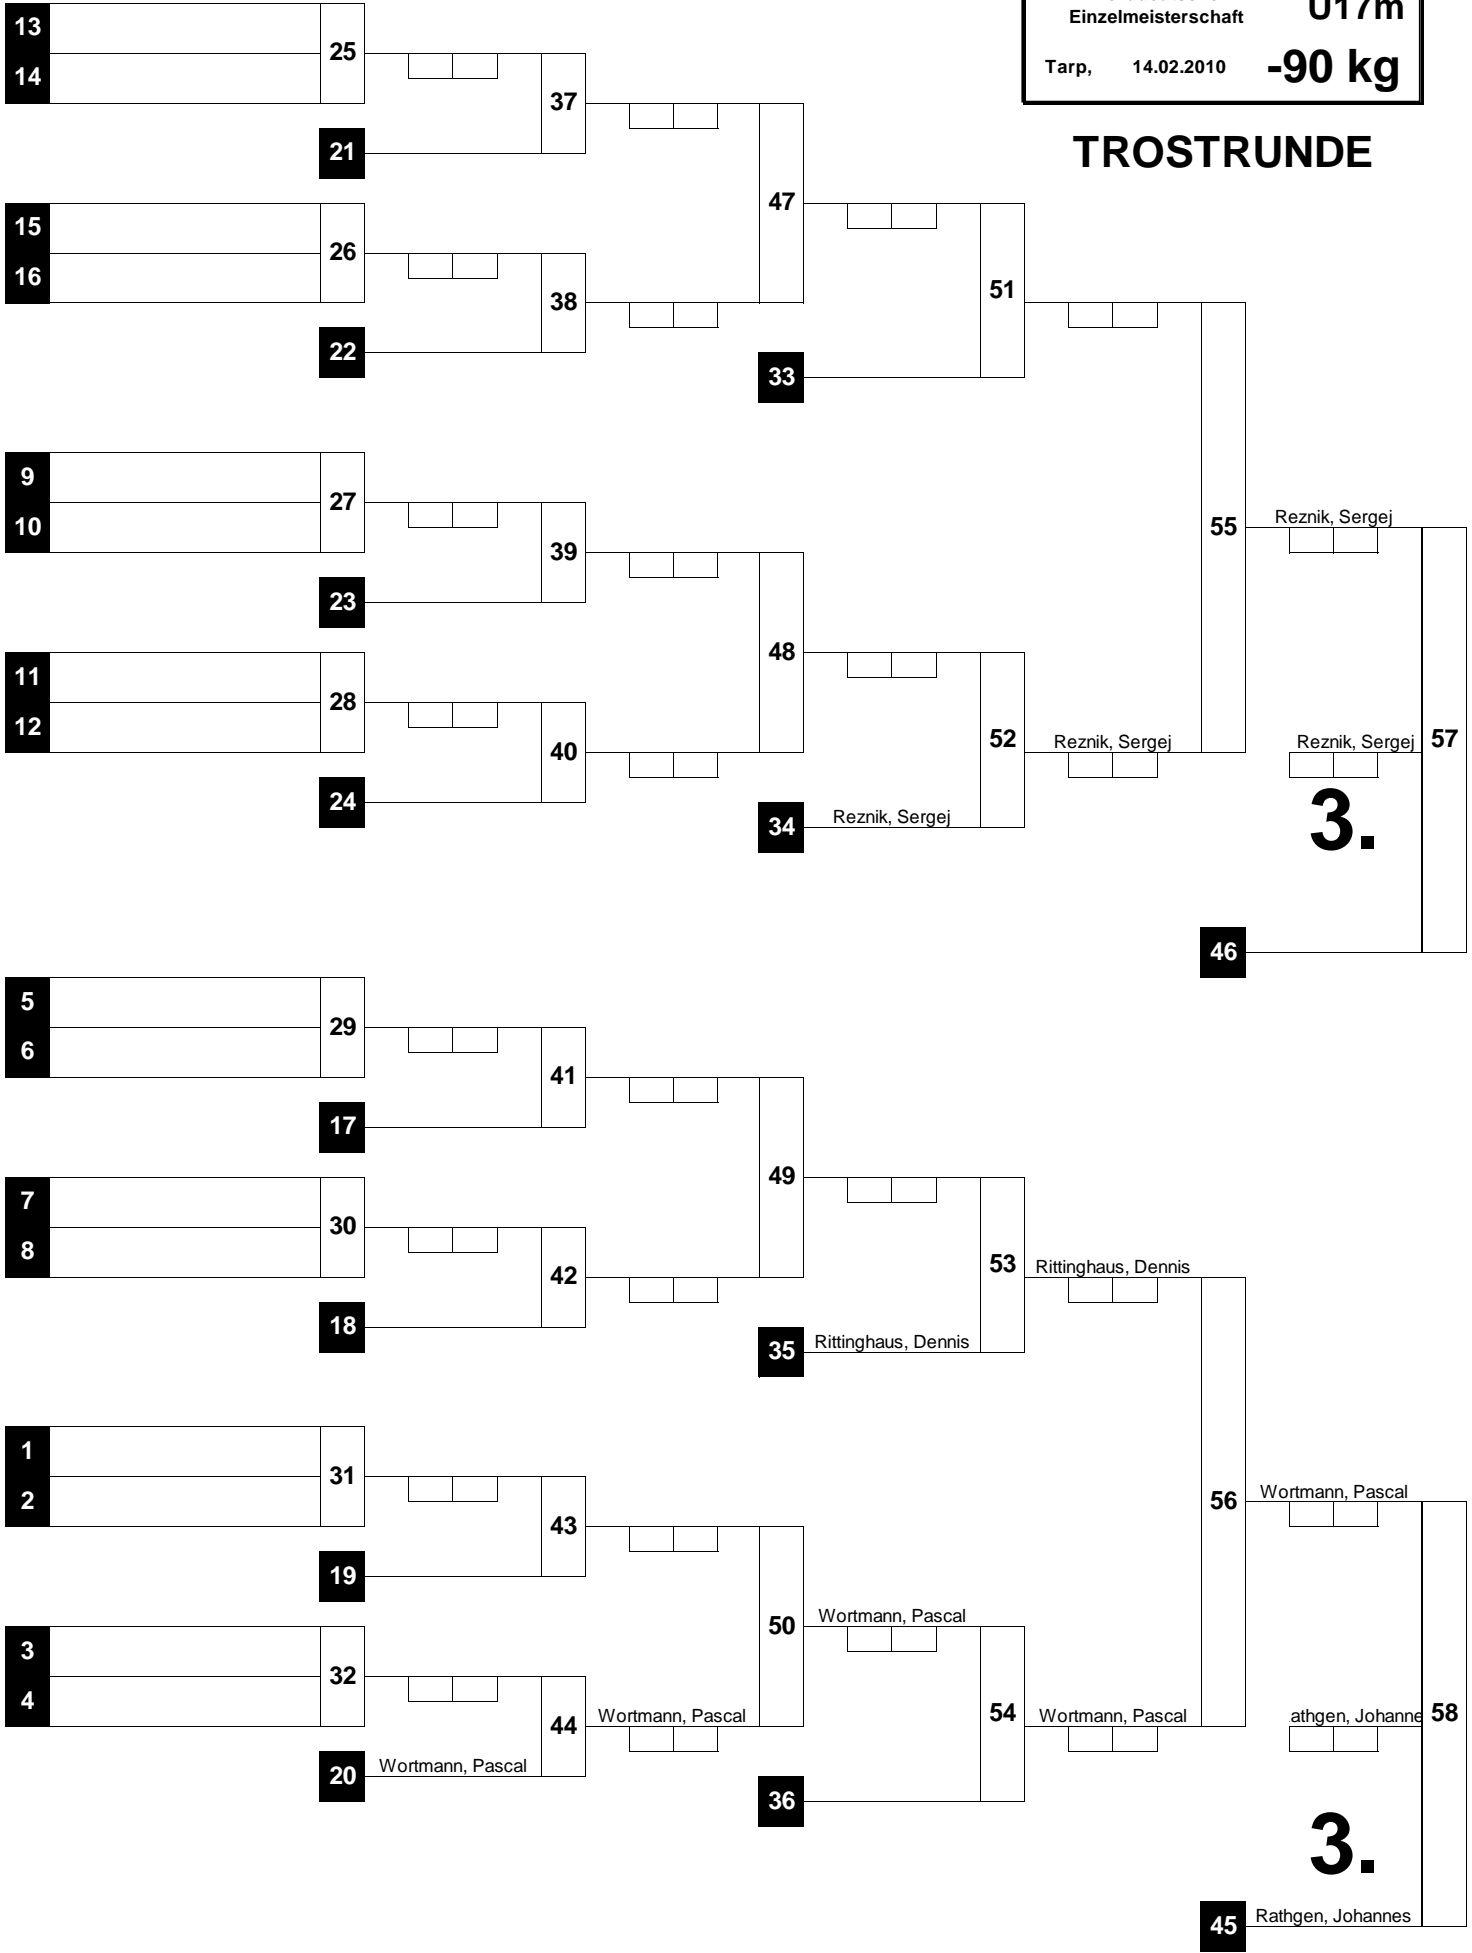 Einzelmeisterschaft
U17m
Tarp, 14.02.2010 -90 kg
TROSTRUNDE
13
14
25
21
37
15
16
26
22
38
47
33
51
9
10
27
23
39
11
12
28
24
40
48
34 Reznik, Sergej
52 Reznik, Sergej
55 Reznik, Sergej
Reznik, Sergej 57
3.
46
5
6
29
17
41
7
8
30
18
42
49
35 Rittinghaus, Dennis
53 Rittinghaus, Dennis
1
2
31
19
43
3
4
32
20 Wortmann, Pascal
44 Wortmann, Pascal
50 Wortmann, Pascal
36
54 Wortmann, Pascal
56 Wortmann, Pascal
athgen, Johanne 58
3.
45 Rathgen, Johannes